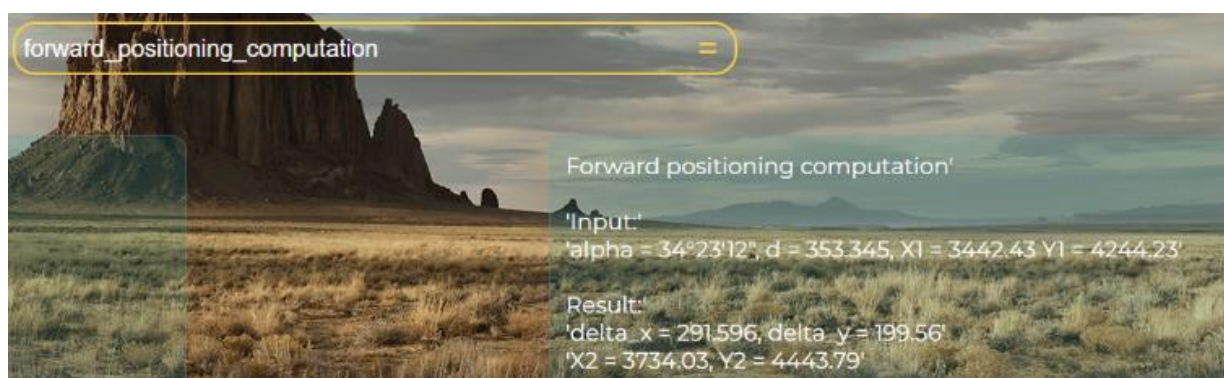 forward_positioning_computation =
Forward positioning computation'
'Input:'
'alpha = 34°23'12", d = 353.345, X1 = 3442.43 Y1 = 4244.23'
Result:'
'delta_x = 291.596, delta_y = 199.56'
'X2 = 3734.03, Y2 = 4443.79'